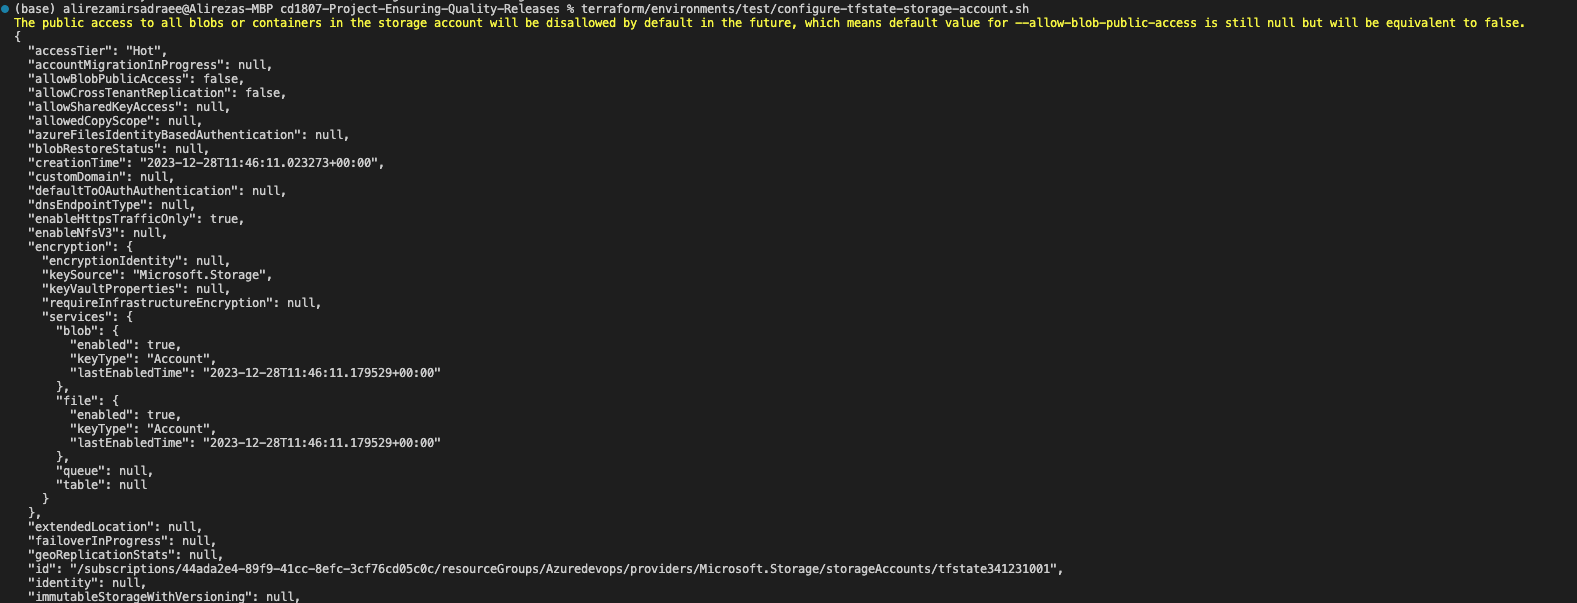 (base) alirezamirsadraee@Alirezas-MBP cd1807-Project-Ensuring-Quality-Releases % terraform/environments/test/configure-tfstate-storage-account.sh
The public access to all blobs or containers in the storage account will be disallowed by default in the future, which means default value for --allow-blob-public-access is still null but will be equivalent to false.
{
  "accessTier": "Hot",
  "accountMigrationInProgress": null,
  "allowBlobPublicAccess": false,
  "allowCrossTenantReplication": false,
  "allowSharedKeyAccess": null,
  "allowedCopyScope": null,
  "azureFilesIdentityBasedAuthentication": null,
  "blobRestoreStatus": null,
  "creationTime": "2023-12-28T11:46:11.023273+00:00",
  "customDomain": null,
  "defaultToOAuthAuthentication": null,
  "dnsEndpointType": null,
  "enableHttpsTrafficOnly": true,
  "enableNfsV3": null,
  "encryption": {
    "encryptionIdentity": null,
    "keySource": "Microsoft.Storage",
    "keyVaultProperties": null,
    "requireInfrastructureEncryption": null,
    "services": {
      "blob": {
        "enabled": true,
        "keyType": "Account",
        "lastEnabledTime": "2023-12-28T11:46:11.179529+00:00"
      },
      "file": {
        "enabled": true,
        "keyType": "Account",
        "lastEnabledTime": "2023-12-28T11:46:11.179529+00:00"
      },
      "queue": null,
      "table": null
    }
  },
  "extendedLocation": null,
  "failoverInProgress": null,
  "geoReplicationStats": null,
  "id": "/subscriptions/44ada2e4-89f9-41cc-8efc-3cf76cd05c0c/resourceGroups/Azuredevops/providers/Microsoft.Storage/storageAccounts/tfstate341231001",
  "identity": null,
  "immutableStorageWithVersioning": null,